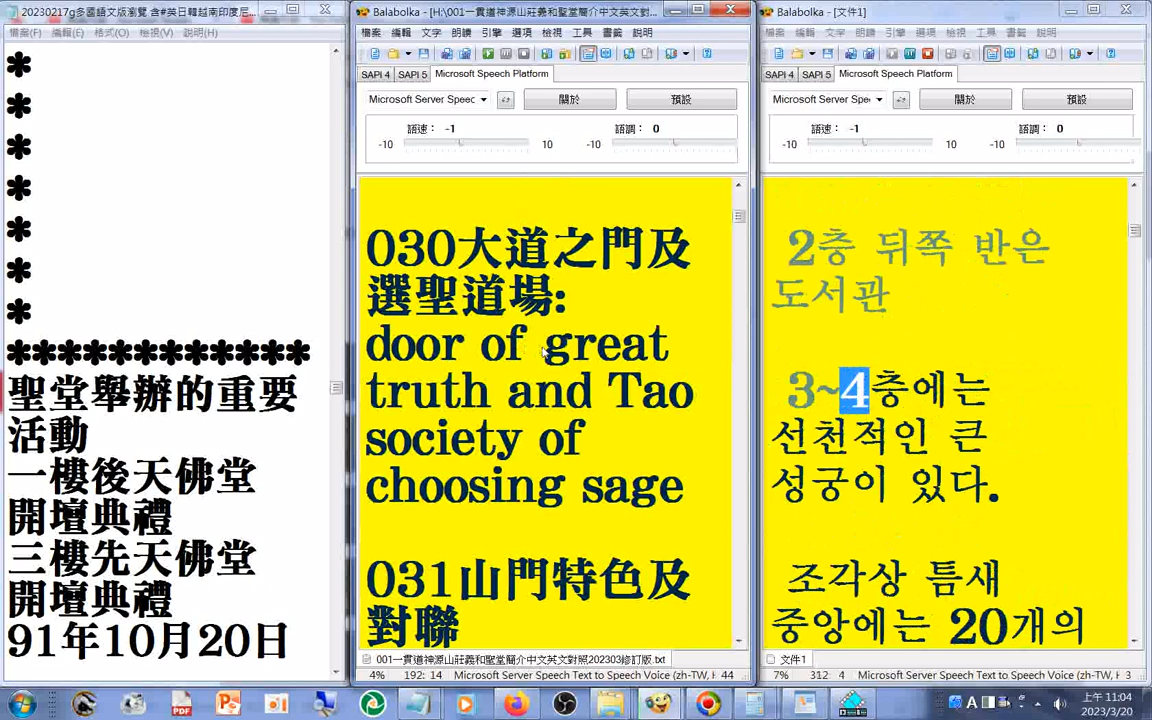 20230217g多國語文版瀏覽 含#英日韓越南印度尼...
檔案(F) 編輯(E) 格式(O) 檢視(V) 說明(H)
*
*
*
*
*
*
*
************
聖堂舉辦的重要
活動
一樓後天佛堂
開壇典禮
三樓先天佛堂
開壇典禮
91年10月20日
Balabolka - [H:\001一貫道神源山莊義和聖堂簡介中文英文對...
檔案 編輯 文字 朗讀 引擎 選項 檢視 工具 書籤 說明
SAPI 4 SAPI 5 Microsoft Speech Platform
Microsoft Server Speec 關於 預設
語速： -1 語調： 0
-10 10 -10 10
030大道之門及
選聖道場:
door of great
truth and Tao
society of
choosing sage
031山門特色及
對聯
001一貫道神源山莊義和聖堂簡介中文英文對照202303修訂版.txt
4% 192: 14 Microsoft Server Speech Text to Speech Voice (zh-TW, H 44
Balabolka - [文件1]
檔案 編輯 文字 朗讀 引擎 選項 檢視 工具 書籤 說明
SAPI 4 SAPI 5 Microsoft Speech Platform
Microsoft Server Spe 關於 預設
語速： -1 語調： 0
-10 10 -10
2층 뒤쪽 반은
도서관
3~4층에는
선천적인 큰
성궁이 있다.
조각상 틈새
중앙에는 20개의
文件1
7% 312 4 Microsoft Server Speech Text to Speech Voice (zh-TW, 3
上午 11:04
2023/3/20